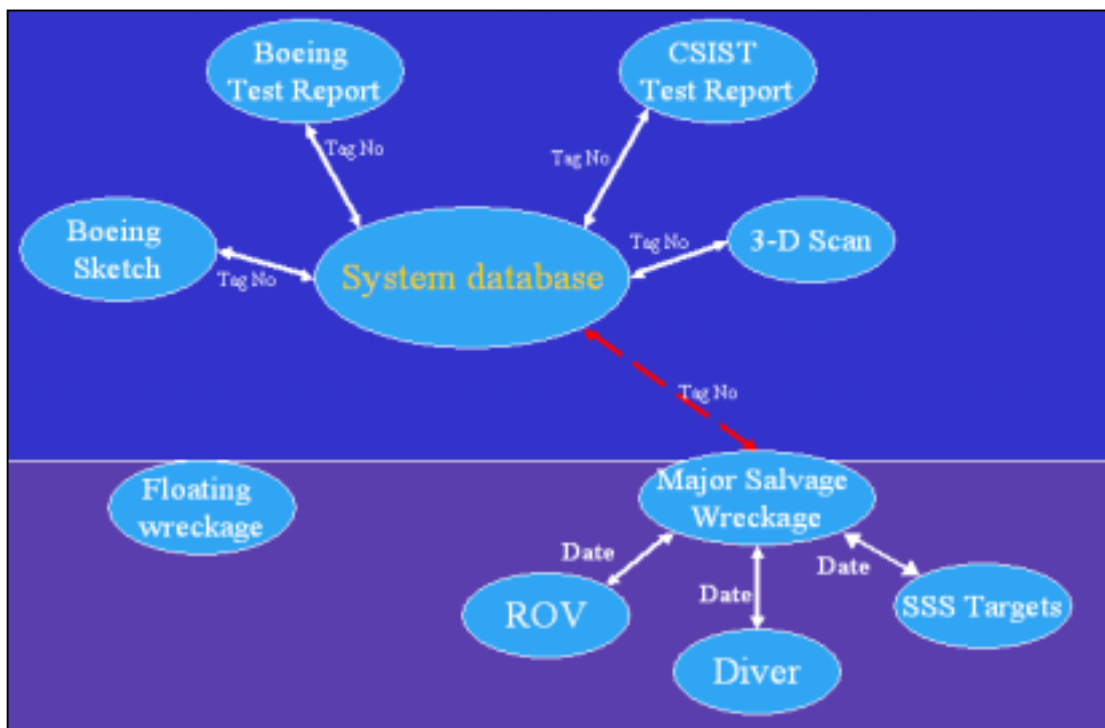 Boeing
Test Report
CSIST
Test Report
Tag No
Tag No
Boeing
Sketch
Tag No
System database
Tag No
3-D Scan
Tag No
Floating
wreckage
Major Salvage
Wreckage
Date
Date
Date
ROV
Diver
SSS Targets